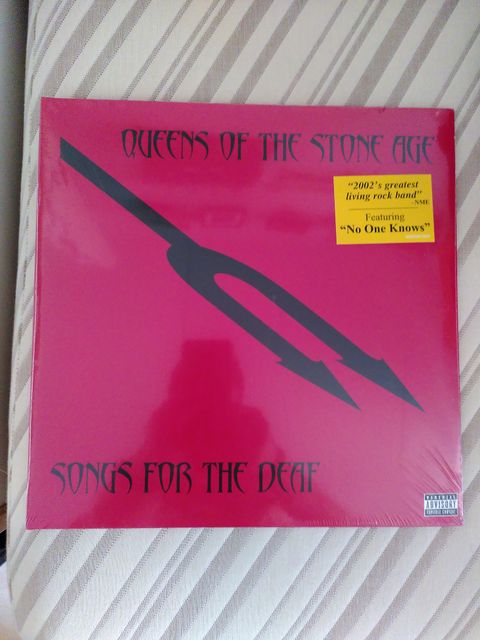 QUEENS OF THE STONE AGE
"2002's greatest
living rock band"
-NME
Featuring
"No One Knows"
SONGS FOR THE DEAF
PARENTAL
ADVISORY
EXPLICIT CONTENT